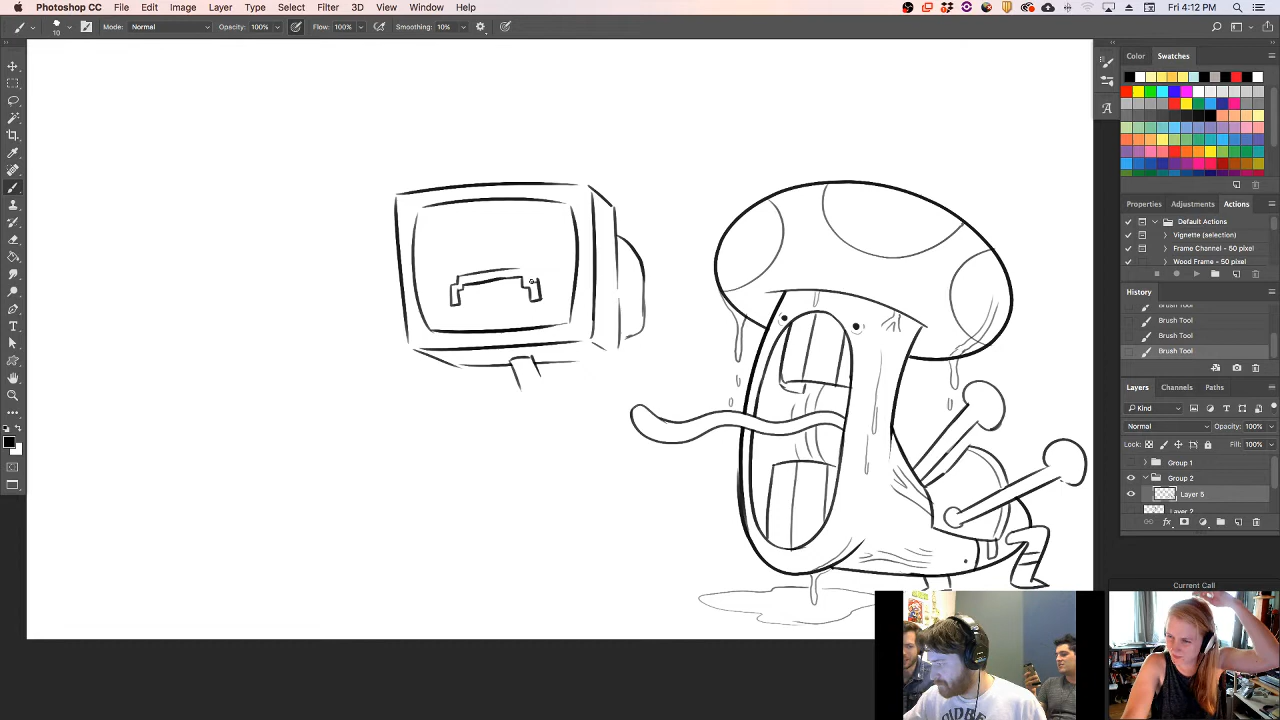 Photoshop CC File Edit Image Layer Type Select Filter 3D View Window Help Fri 4:12 PM
10 Mode: Normal Opacity: 100% Flow: 100% Smoothing: 10%
Color Swatches
Properties Adjustments Actions
Default Actions
Vignette (selection)
Frame Channel - 50 pixel
Wood Frame - 50 pixel
History
Brush Tool
Brush Tool
Brush Tool
Brush Tool
Layers Channels Paths
Kind
Normal Opacity: 100%
Lock: Fill: 100%
Group 1
Group 2
Layer 5
Layer 2
Current Call